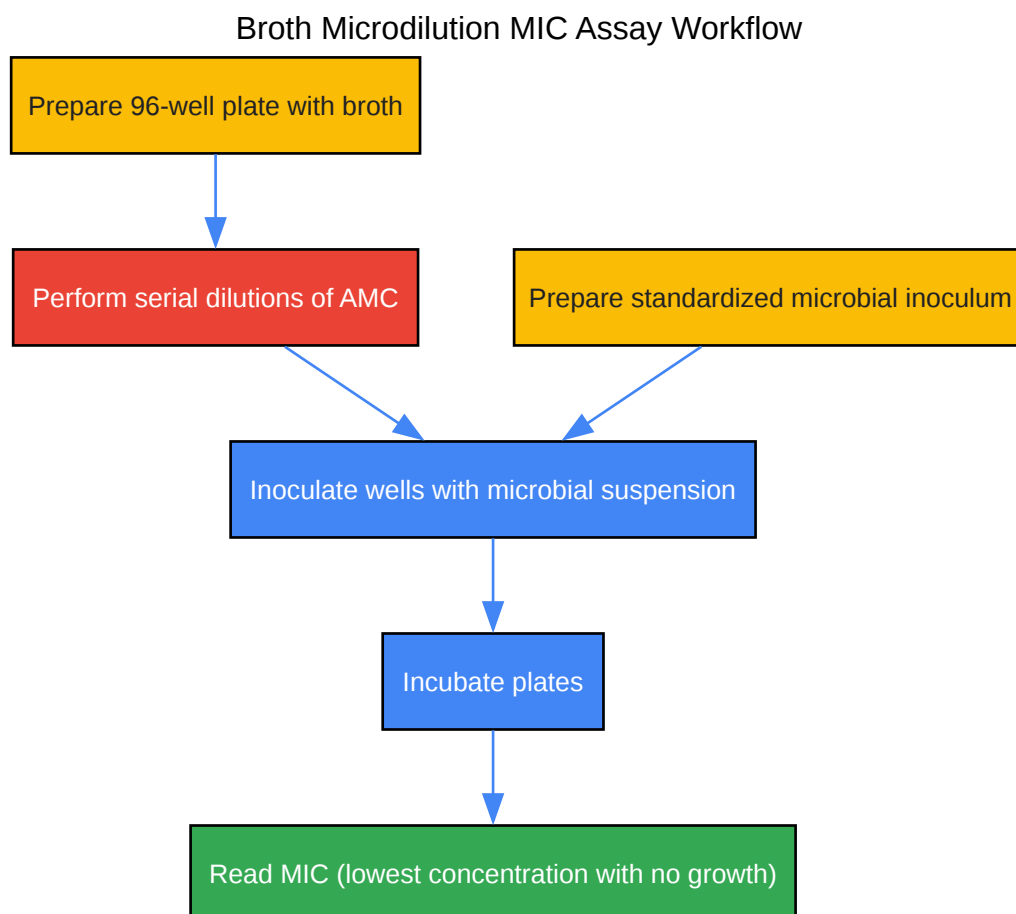 Broth Microdilution MIC Assay Workflow
Prepare 96-well plate with broth
Perform serial dilutions of AMC
Prepare standardized microbial inoculum
Inoculate wells with microbial suspension
Incubate plates
Read MIC (lowest concentration with no growth)